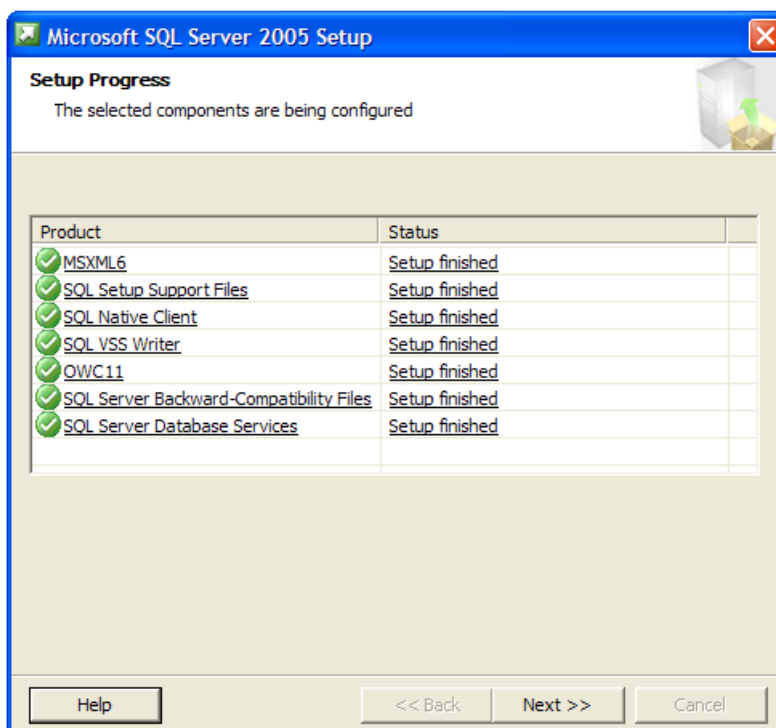 Microsoft SQL Server 2005 Setup
Setup Progress
The selected components are being configured
Product Status
MSXML6 Setup finished
SQL Setup Support Files Setup finished
SQL Native Client Setup finished
SQL VSS Writer Setup finished
OWC11 Setup finished
SQL Server Backward-Compatibility Files Setup finished
SQL Server Database Services Setup finished
Help << Back Next >> Cancel